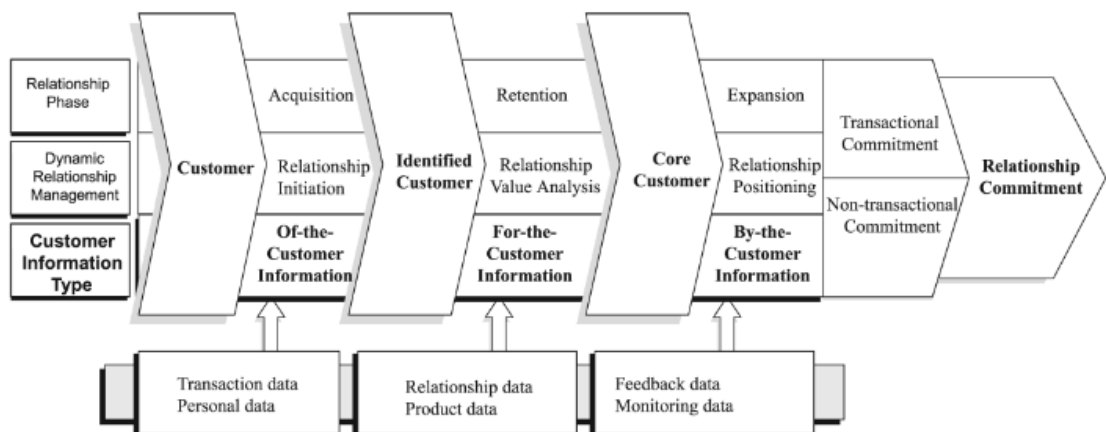 Relationship
Phase
Acquisition
Retention
Expansion
Dynamic
Relationship
Management
Customer
Relationship
Initiation
Identified
Customer
Relationship
Value Analysis
Core
Customer
Relationship
Positioning
Transactional
Commitment
Non-transactional
Commitment
Relationship
Commitment
Customer
Information
Type
Of-the-
Customer
Information
For-the-
Customer
Information
By-the-
Customer
Information
Transaction data
Personal data
Relationship data
Product data
Feedback data
Monitoring data